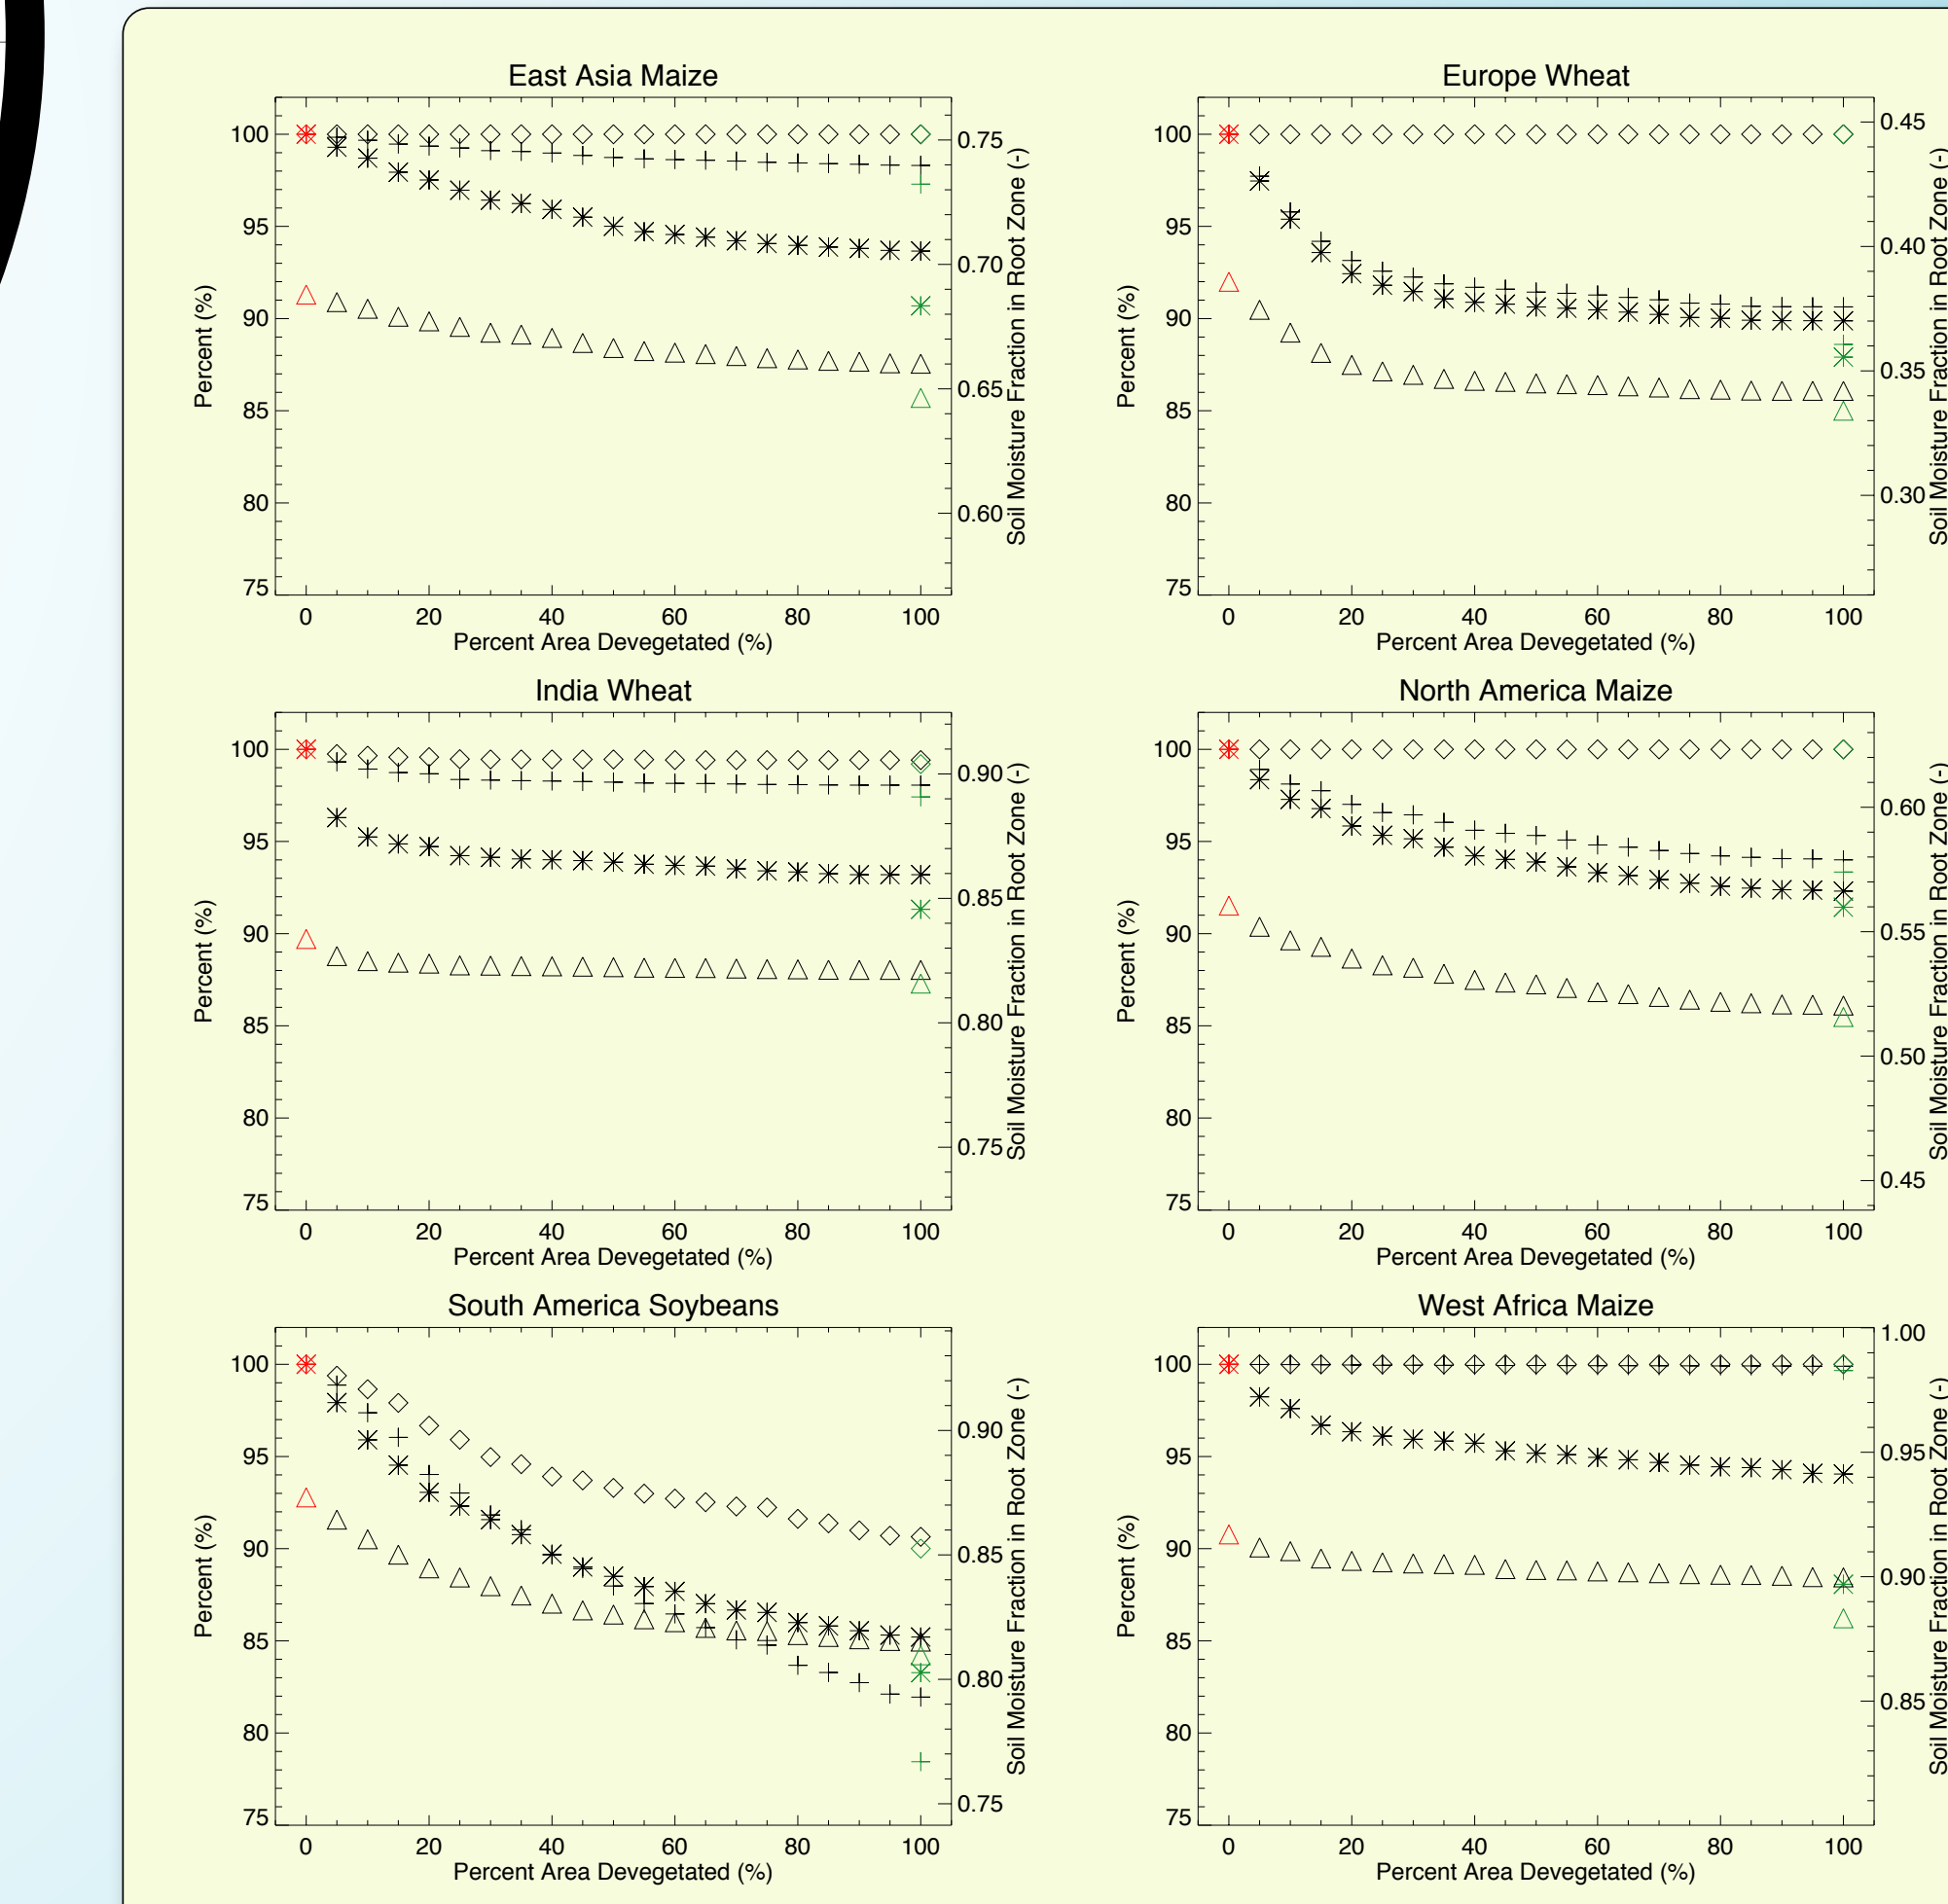 East Asia Maize
100
95
90
85
80
75
Percent (%)
0.75
0.70
0.65
0.60
Soil Moisture Fraction in Root Zone (-)
0 20 40 60 80 100
Percent Area Devegetated (%)
Europe Wheat
100
95
90
85
80
75
Percent (%)
0.45
0.40
0.35
0.30
Soil Moisture Fraction in Root Zone (-)
0 20 40 60 80 100
Percent Area Devegetated (%)
India Wheat
100
95
90
85
80
75
Percent (%)
0.90
0.85
0.80
0.75
Soil Moisture Fraction in Root Zone (-)
0 20 40 60 80 100
Percent Area Devegetated (%)
North America Maize
100
95
90
85
80
75
Percent (%)
0.60
0.55
0.50
0.45
Soil Moisture Fraction in Root Zone (-)
0 20 40 60 80 100
Percent Area Devegetated (%)
South America Soybeans
100
95
90
85
80
75
Percent (%)
0.90
0.85
0.80
0.75
Soil Moisture Fraction in Root Zone (-)
0 20 40 60 80 100
Percent Area Devegetated (%)
West Africa Maize
100
95
90
85
80
75
Percent (%)
1.00
0.95
0.90
0.85
Soil Moisture Fraction in Root Zone (-)
0 20 40 60 80 100
Percent Area Devegetated (%)